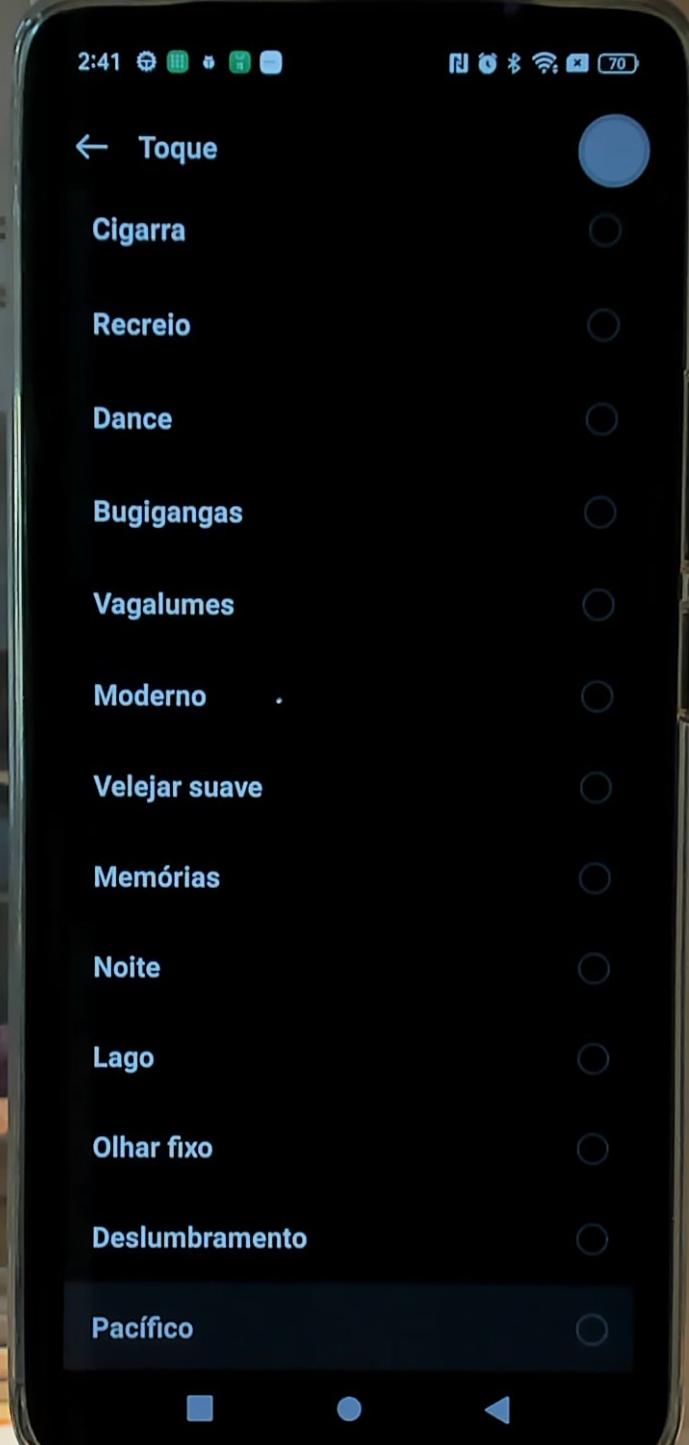 2:41
70
Toque
Cigarra
Recreio
Dance
Bugigangas
Vagalumes
Moderno
Velejar suave
Memórias
Noite
Lago
Olhar fixo
Deslumbramento
Pacífico